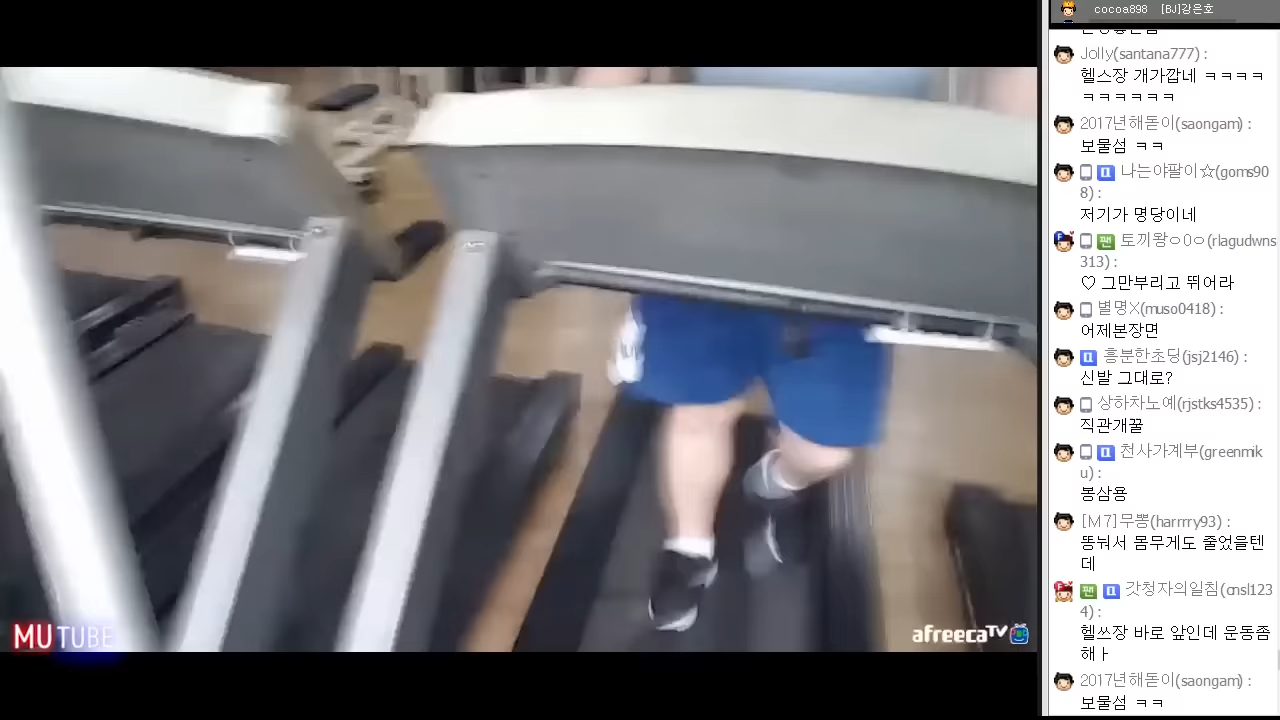 cocoa898 [BJ]강은호
Jolly(santana777) :
헬스장 개가깝네 ㅋㅋㅋㅋ
ㅋㅋㅋㅋㅋㅋ
2017년해돋이(saongam) :
보물섬 ㅋㅋ
나는야팔이☆(goms90
8) :
저기가 명당이네
F 팬 토끼왕ㅇ0ㅇ(rlagudwns
313) :
♡ 그만부리고 뛰어라
별명X(muso0418) :
어제본장면
흥분한초딩(jsj2146) :
신발 그대로?
상하차노예(rjstks4535) :
직관개꿀
천사가계부(greenmik
u) :
봉삼용
[M7]무뽕(harrrry93) :
똥눠서 몸무게도 줄었을텐
데
F 팬 갓청자의일침(cnsl123
4) :
헬쓰장 바로 앞인데 운동좀
해ㅏ
2017년해돋이(saongam) :
보물섬 ㅋㅋ
MUTUBE
afreecaTV